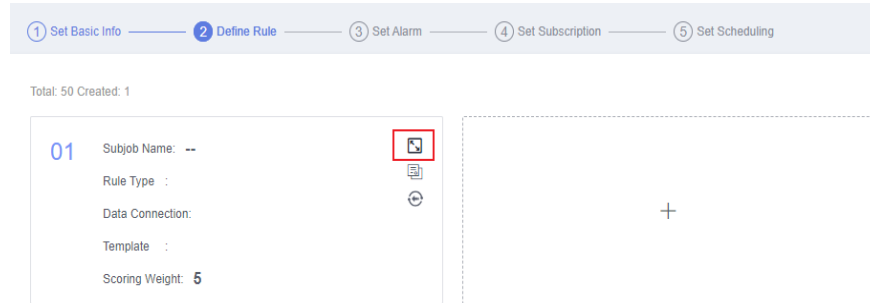 1 Set Basic Info 2 Define Rule 3 Set Alarm 4 Set Subscription 5 Set Scheduling
Total: 50 Created: 1
01
Subjob Name: --
Rule Type :
Data Connection:
Template :
Scoring Weight: 5